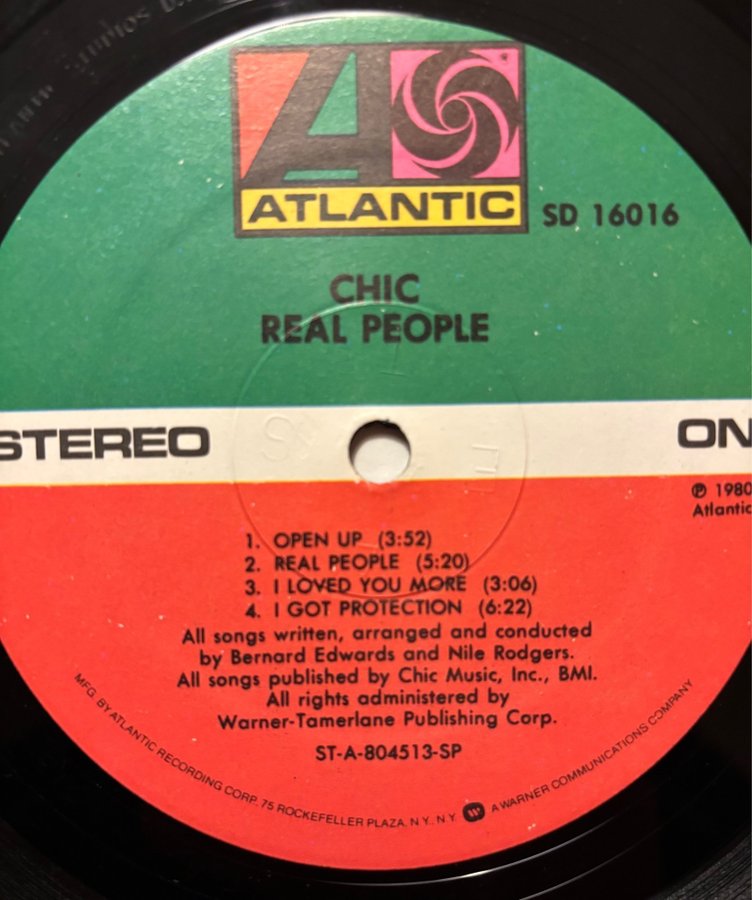 ATLANTIC
SD 16016
CHIC
REAL PEOPLE
STEREO
ON
℗ 1980
Atlantic
1. OPEN UP (3:52)
2. REAL PEOPLE (5:20)
3. I LOVED YOU MORE (3:06)
4. I GOT PROTECTION (6:22)
All songs written, arranged and conducted
by Bernard Edwards and Nile Rodgers.
All songs published by Chic Music, Inc., BMI.
All rights administered by
Warner-Tamerlane Publishing Corp.
ST-A-804513-SP
MFG. BY ATLANTIC RECORDING CORP. 75 ROCKEFELLER PLAZA, N.Y. N.Y. A WARNER COMMUNICATIONS COMPANY